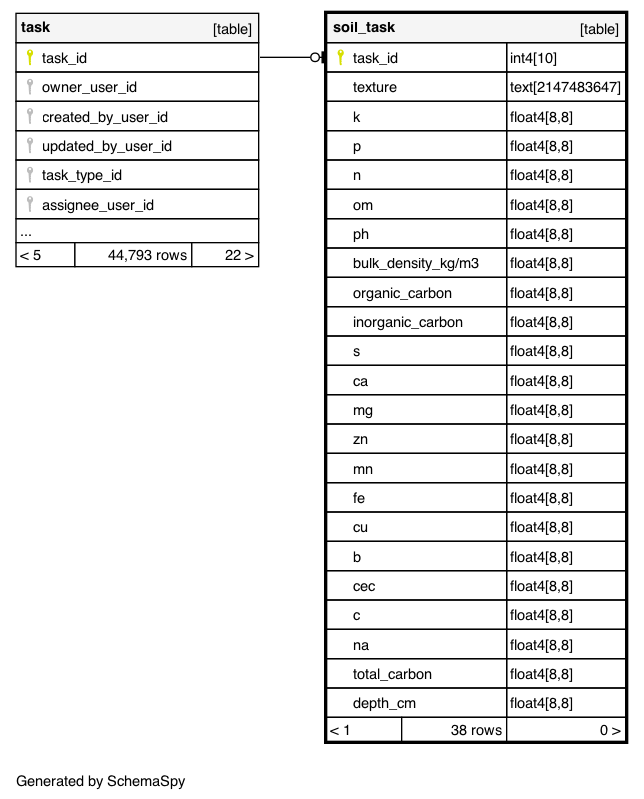 task [table]
task_id
owner_user_id
created_by_user_id
updated_by_user_id
task_type_id
assignee_user_id
...
< 5 44,793 rows 22 >
soil_task [table]
task_id int4[10]
texture text[2147483647]
k float4[8,8]
p float4[8,8]
n float4[8,8]
om float4[8,8]
ph float4[8,8]
bulk_density_kg/m3 float4[8,8]
organic_carbon float4[8,8]
inorganic_carbon float4[8,8]
s float4[8,8]
ca float4[8,8]
mg float4[8,8]
zn float4[8,8]
mn float4[8,8]
fe float4[8,8]
cu float4[8,8]
b float4[8,8]
cec float4[8,8]
c float4[8,8]
na float4[8,8]
total_carbon float4[8,8]
depth_cm float4[8,8]
< 1 38 rows 0 >
Generated by SchemaSpy